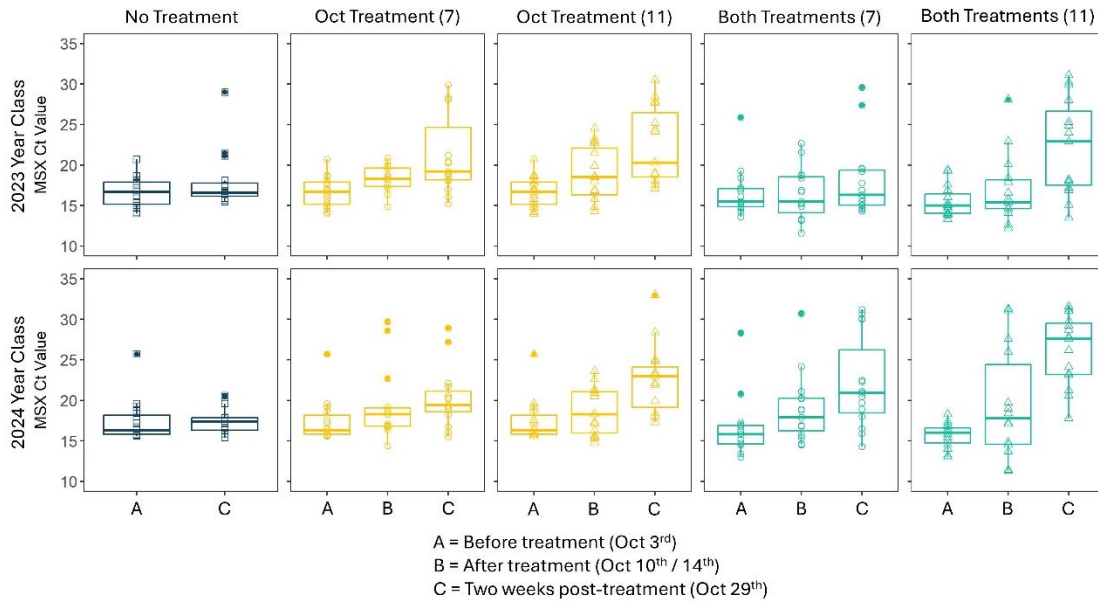 No Treatment Oct Treatment (7) Oct Treatment (11) Both Treatments (7) Both Treatments (11)
2023 Year Class
MSX Ct Value
35
30
25
20
15
10
2024 Year Class
MSX Ct Value
35
30
25
20
15
10
A C A B C A B C A B C A B C
A = Before treatment (Oct 3rd)
B = After treatment (Oct 10th / 14th)
C = Two weeks post-treatment (Oct 29th)